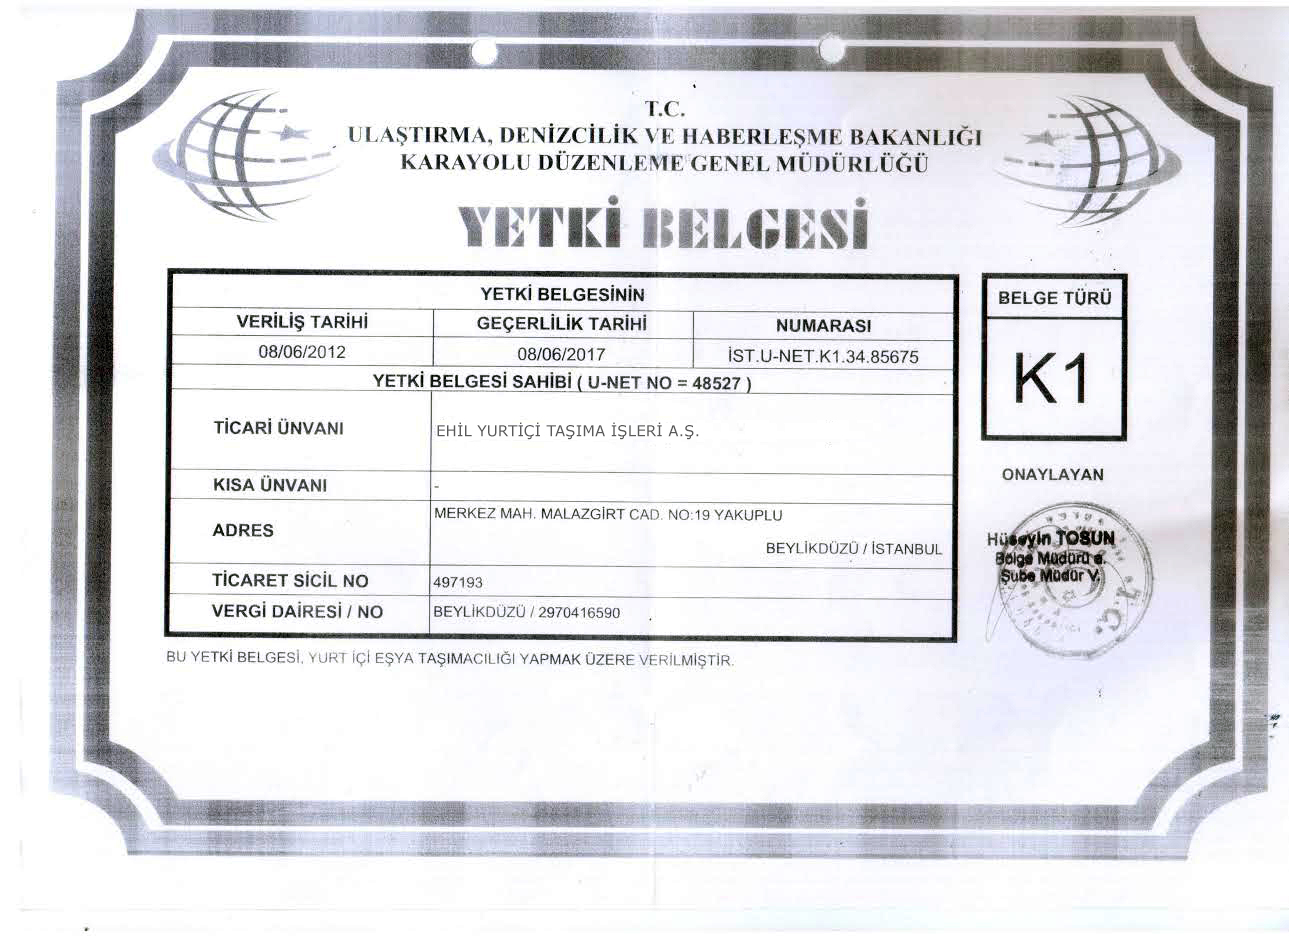 T.C.
ULAŞTIRMA, DENİZCİLİK VE HABERLEŞME BAKANLIĞI
KARAYOLU DÜZENLEME GENEL MÜDÜRLÜĞÜ
YETKİ BELGESİ
YETKİ BELGESİNİN
VERİLİŞ TARİHİ GEÇERLİLİK TARİHİ NUMARASI
08/06/2012 08/06/2017 İST.U-NET.K1.34.85675
YETKİ BELGESİ SAHİBİ ( U-NET NO = 48527 )
TİCARİ ÜNVANI EHİL YURTİÇİ TAŞIMA İŞLERİ A.Ş.
KISA ÜNVANI -
ADRES MERKEZ MAH. MALAZGİRT CAD. NO:19 YAKUPLU
BEYLİKDÜZÜ / İSTANBUL
TİCARET SİCİL NO 497193
VERGİ DAİRESİ / NO BEYLİKDÜZÜ / 2970416590
BU YETKİ BELGESİ, YURT İÇİ EŞYA TAŞIMACILIĞI YAPMAK ÜZERE VERİLMİŞTİR.
BELGE TÜRÜ
K1
ONAYLAYAN
Hüseyin TOSUN
Bölge Müdürü a.
Şube Müdür V.
T.C.